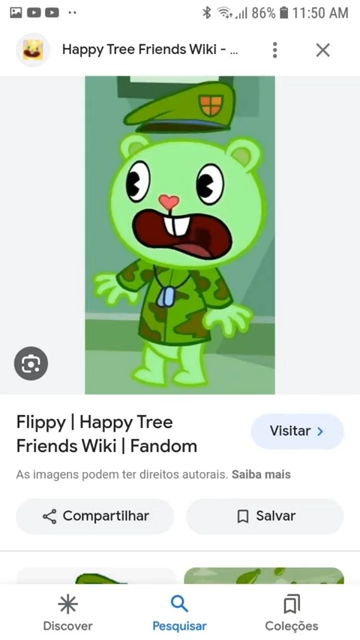 86% 11:50 AM
Happy Tree Friends Wiki - ...
Flippy | Happy Tree
Friends Wiki | Fandom
Visitar
As imagens podem ter direitos autorais. Saiba mais
Compartilhar
Salvar
Discover
Pesquisar
Coleções